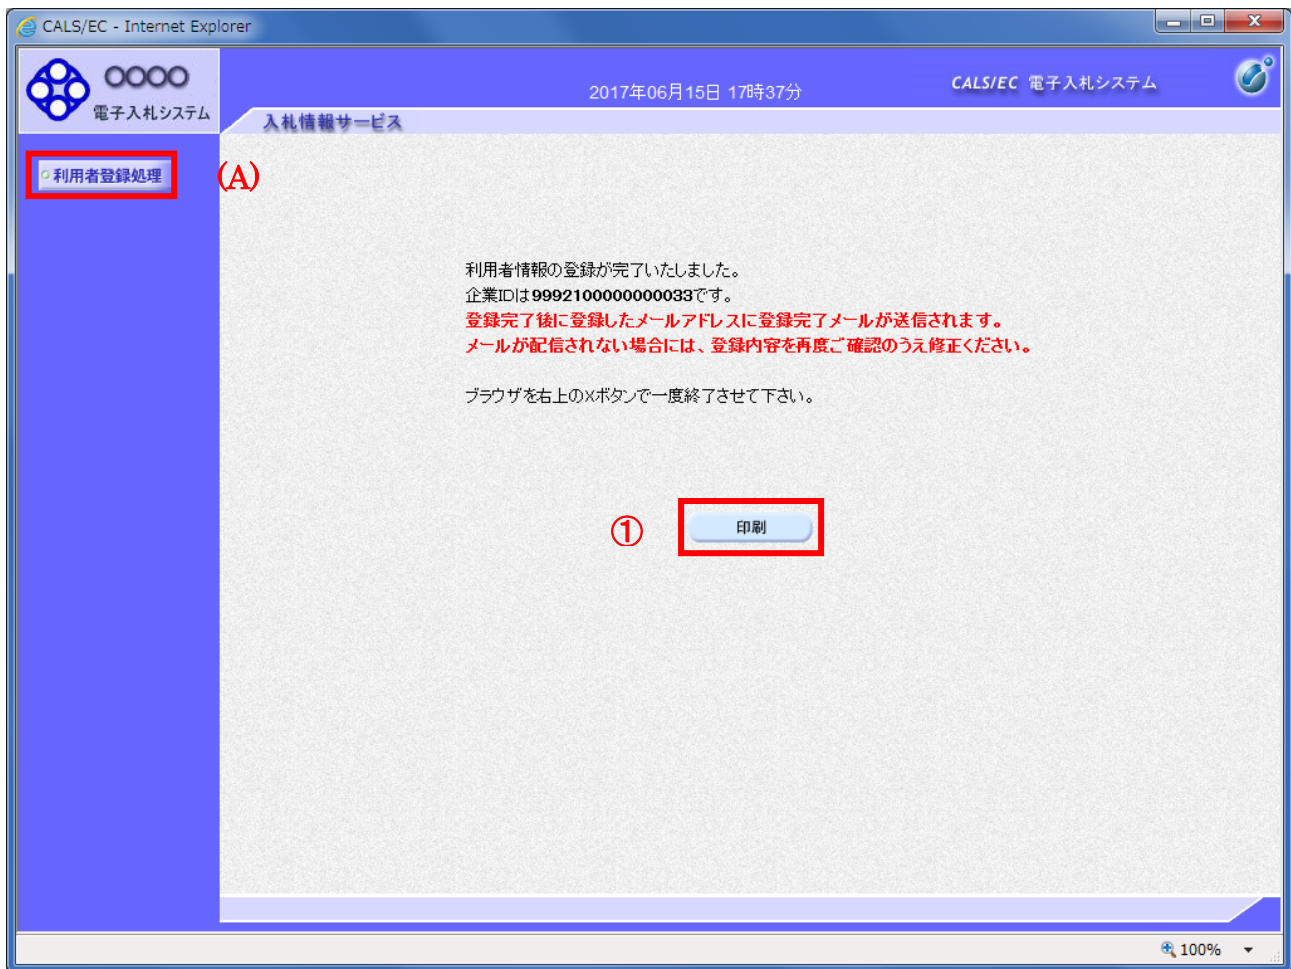 CALS/EC - Internet Explorer
○○○○
電子入札システム
2017年06月15日 17時37分
CALS/EC 電子入札システム
入札情報サービス
利用者登録処理
(A)
利用者情報の登録が完了いたしました。
企業IDは9992100000000033です。
登録完了後に登録したメールアドレスに登録完了メールが送信されます。
メールが配信されない場合には、登録内容を再度ご確認のうえ修正ください。
ブラウザを右上の×ボタンで一度終了させて下さい。
①
印刷
100%